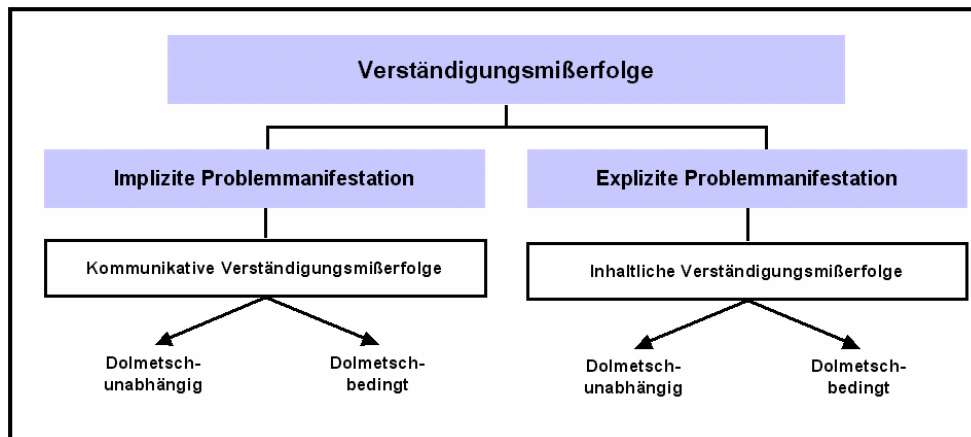 Verständigungsmißerfolge
Implizite Problemmanifestation
Explizite Problemmanifestation
Kommunikative Verständigungsmißerfolge
Inhaltliche Verständigungsmißerfolge
Dolmetsch-
unabhängig
Dolmetsch-
bedingt
Dolmetsch-
unabhängig
Dolmetsch-
bedingt